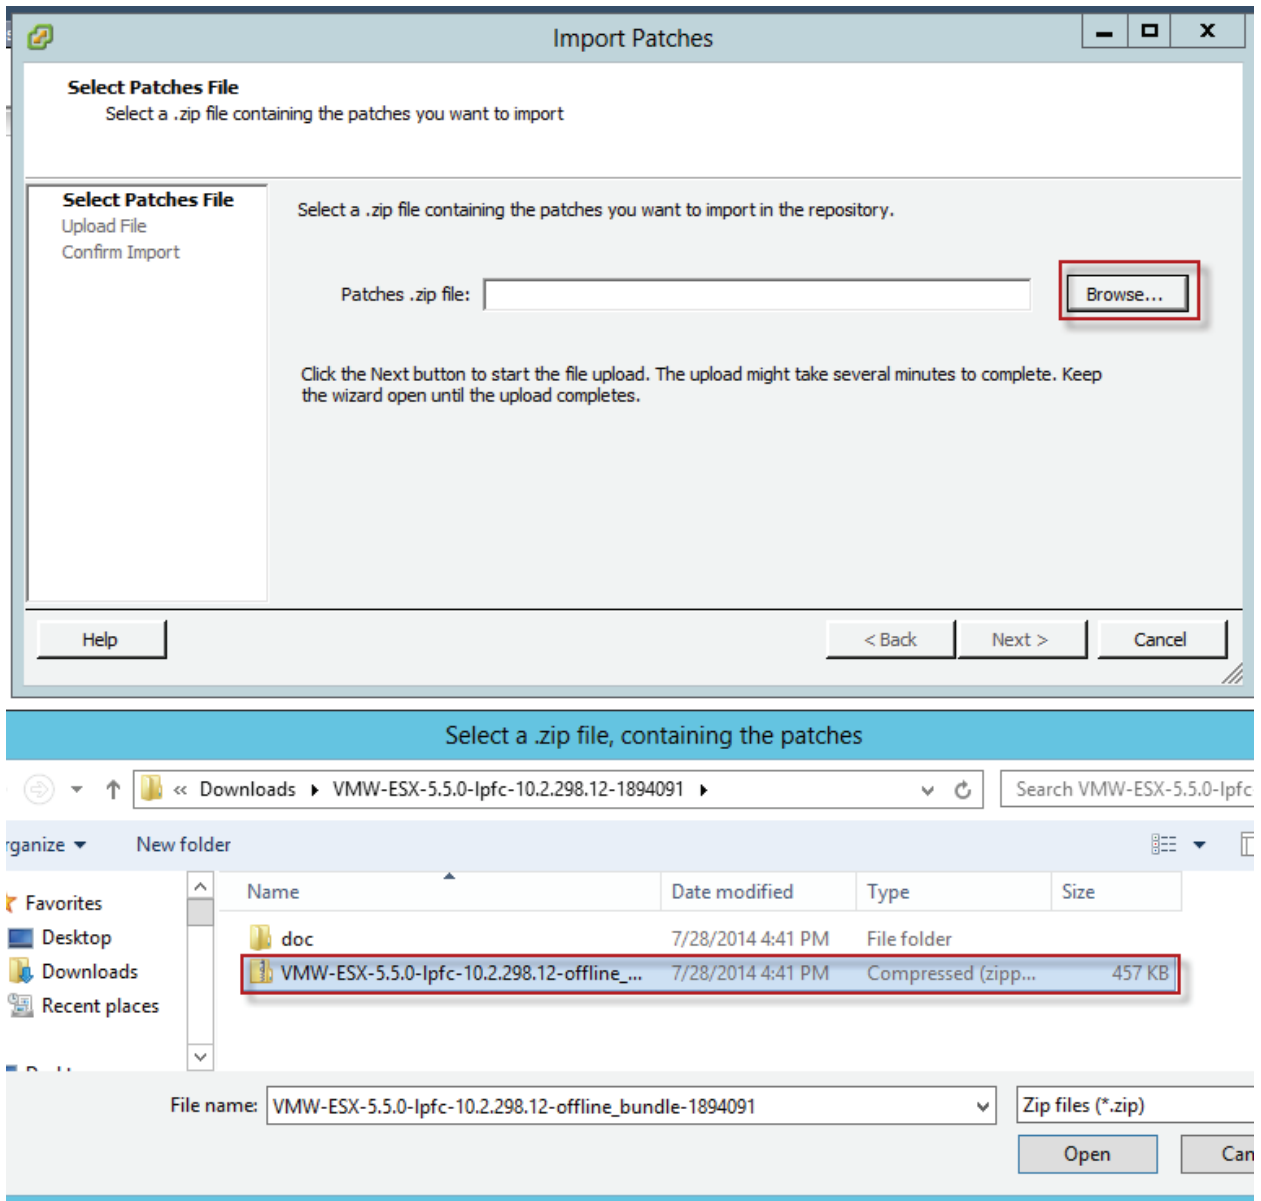 Import Patches
Select Patches File
Select a .zip file containing the patches you want to import
Select Patches File
Upload File
Confirm Import
Select a .zip file containing the patches you want to import in the repository.
Patches .zip file:
Browse...
Click the Next button to start the file upload. The upload might take several minutes to complete. Keep
the wizard open until the upload completes.
Help
< Back
Next >
Cancel
Select a .zip file, containing the patches
« Downloads VMW-ESX-5.5.0-lpfc-10.2.298.12-1894091
Search VMW-ESX-5.5.0-lpfc
rganize
New folder
Favorites
Desktop
Downloads
Recent places
Name Date modified Type Size
doc 7/28/2014 4:41 PM File folder
VMW-ESX-5.5.0-lpfc-10.2.298.12-offline_... 7/28/2014 4:41 PM Compressed (zipp... 457 KB
File name: VMW-ESX-5.5.0-lpfc-10.2.298.12-offline_bundle-1894091
Zip files (*.zip)
Open
Can